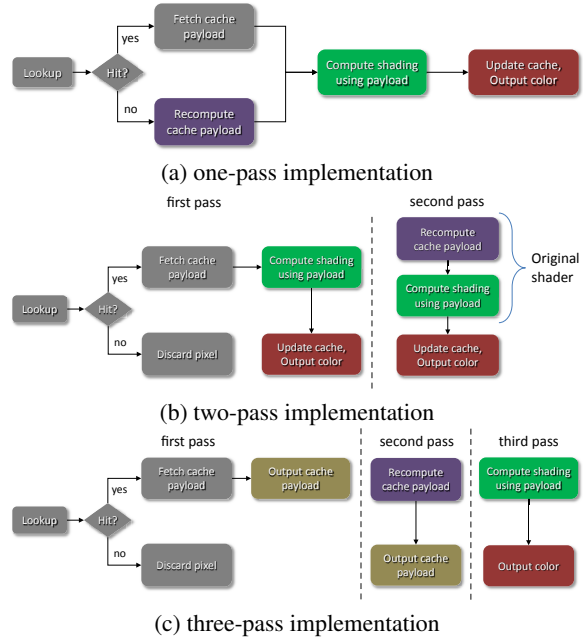 Fetch cache
payload
yes
Lookup
Hit?
Compute shading
using payload
Update cache,
Output color
no
Recompute
cache payload
(a) one-pass implementation
first pass
second pass
Fetch cache
payload
Compute shading
using payload
yes
Lookup
Hit?
no
Discard pixel
Update cache,
Output color
Recompute
cache payload
Compute shading
using payload
Original
shader
Update cache,
Output color
(b) two-pass implementation
first pass
second pass
third pass
Fetch cache
payload
Output cache
payload
yes
Lookup
Hit?
no
Discard pixel
Recompute
cache payload
Output cache
payload
Compute shading
using payload
Output color
(c) three-pass implementation